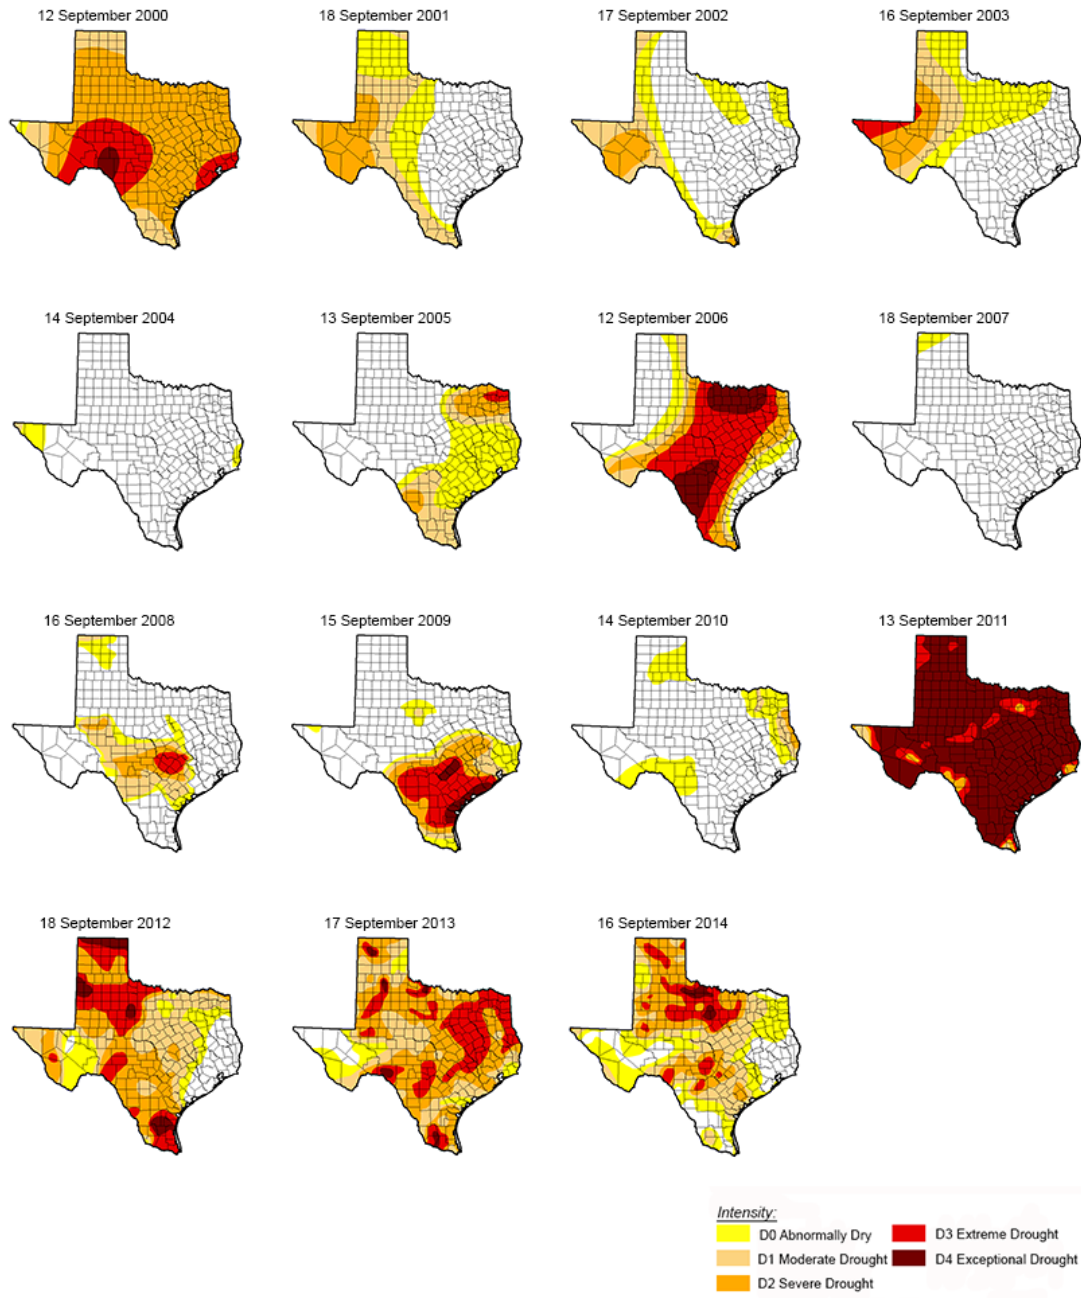 12 September 2000
18 September 2001
17 September 2002
16 September 2003
14 September 2004
13 September 2005
12 September 2006
18 September 2007
16 September 2008
15 September 2009
14 September 2010
13 September 2011
18 September 2012
17 September 2013
16 September 2014
Intensity:
D0 Abnormally Dry
D1 Moderate Drought
D2 Severe Drought
D3 Extreme Drought
D4 Exceptional Drought